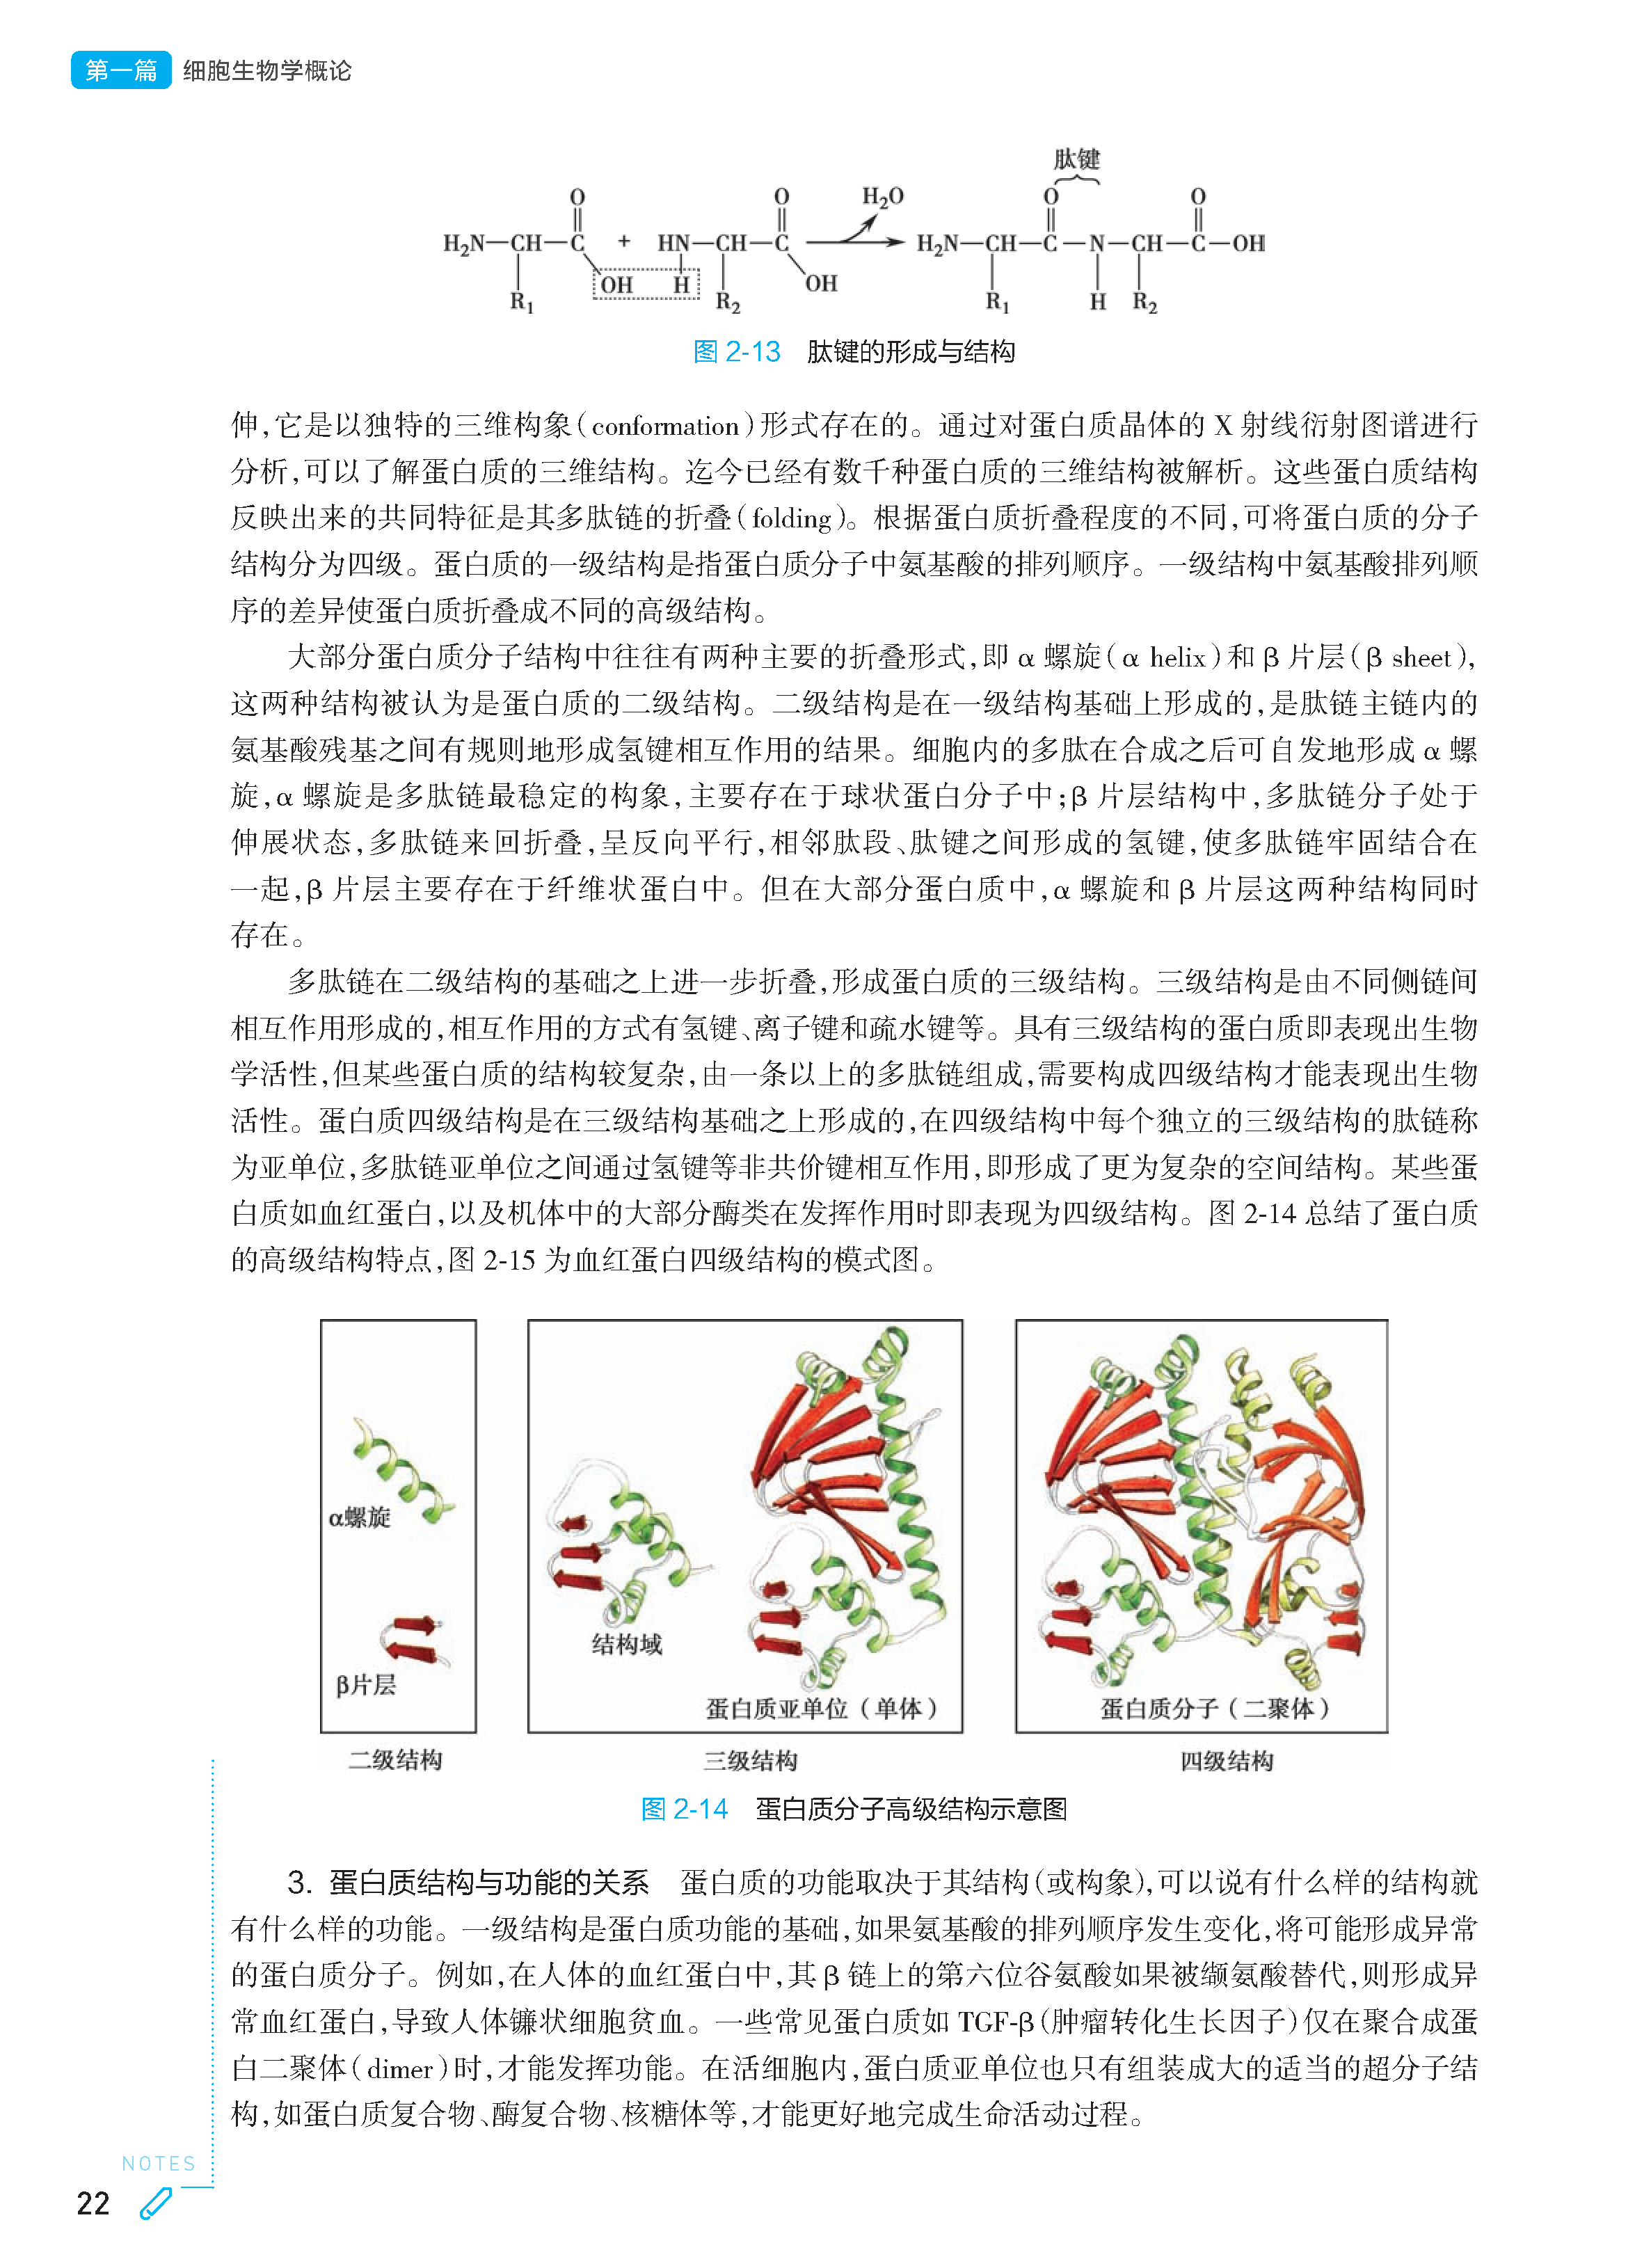 第一篇 细胞生物学概论
肽键
O O H₂O O O
H₂N—CH—C + HN—CH—C H₂N—CH—C—N—CH—C—OH
OH H OH
R₁ R₂ R₁ H R₂
图 2-13 肽键的形成与结构
伸,它是以独特的三维构象(conformation)形式存在的。通过对蛋白质晶体的 X 射线衍射图谱进行
分析,可以了解蛋白质的三维结构。迄今已经有数千种蛋白质的三维结构被解析。这些蛋白质结构
反映出来的共同特征是其多肽链的折叠(folding)。根据蛋白质折叠程度的不同,可将蛋白质的分子
结构分为四级。蛋白质的一级结构是指蛋白质分子中氨基酸的排列顺序。一级结构中氨基酸排列顺
序的差异使蛋白质折叠成不同的高级结构。
大部分蛋白质分子结构中往往有两种主要的折叠形式,即 α 螺旋(α helix)和 β 片层(β sheet),
这两种结构被认为是蛋白质的二级结构。二级结构是在一级结构基础上形成的,是肽链主链内的
氨基酸残基之间有规则地形成氢键相互作用的结果。细胞内的多肽在合成之后可自发地形成 α 螺
旋,α 螺旋是多肽链最稳定的构象,主要存在于球状蛋白分子中;β 片层结构中,多肽链分子处于
伸展状态,多肽链来回折叠,呈反向平行,相邻肽段、肽键之间形成的氢键,使多肽链牢固结合在
一起,β 片层主要存在于纤维状蛋白中。但在大部分蛋白质中,α 螺旋和 β 片层这两种结构同时
存在。
多肽链在二级结构的基础之上进一步折叠,形成蛋白质的三级结构。三级结构是由不同侧链间
相互作用形成的,相互作用的方式有氢键、离子键和疏水键等。具有三级结构的蛋白质即表现出生物
学活性,但某些蛋白质的结构较复杂,由一条以上的多肽链组成,需要构成四级结构才能表现出生物
活性。蛋白质四级结构是在三级结构基础之上形成的,在四级结构中每个独立的三级结构的肽链称
为亚单位,多肽链亚单位之间通过氢键等非共价键相互作用,即形成了更为复杂的空间结构。某些蛋
白质如血红蛋白,以及机体中的大部分酶类在发挥作用时即表现为四级结构。图 2-14 总结了蛋白质
的高级结构特点,图 2-15 为血红蛋白四级结构的模式图。
α螺旋
β片层
结构域
蛋白质亚单位(单体)
蛋白质分子(二聚体)
二级结构 三级结构 四级结构
图 2-14 蛋白质分子高级结构示意图
3. 蛋白质结构与功能的关系 蛋白质的功能取决于其结构(或构象),可以说有什么样的结构就
有什么样的功能。一级结构是蛋白质功能的基础,如果氨基酸的排列顺序发生变化,将可能形成异常
的蛋白质分子。例如,在人体的血红蛋白中,其 β 链上的第六位谷氨酸如果被缬氨酸替代,则形成异
常血红蛋白,导致人体镰状细胞贫血。一些常见蛋白质如 TGF-β(肿瘤转化生长因子)仅在聚合成蛋
白二聚体(dimer)时,才能发挥功能。在活细胞内,蛋白质亚单位也只有组装成大的适当的超分子结
构,如蛋白质复合物、酶复合物、核糖体等,才能更好地完成生命活动过程。
NOTES
22